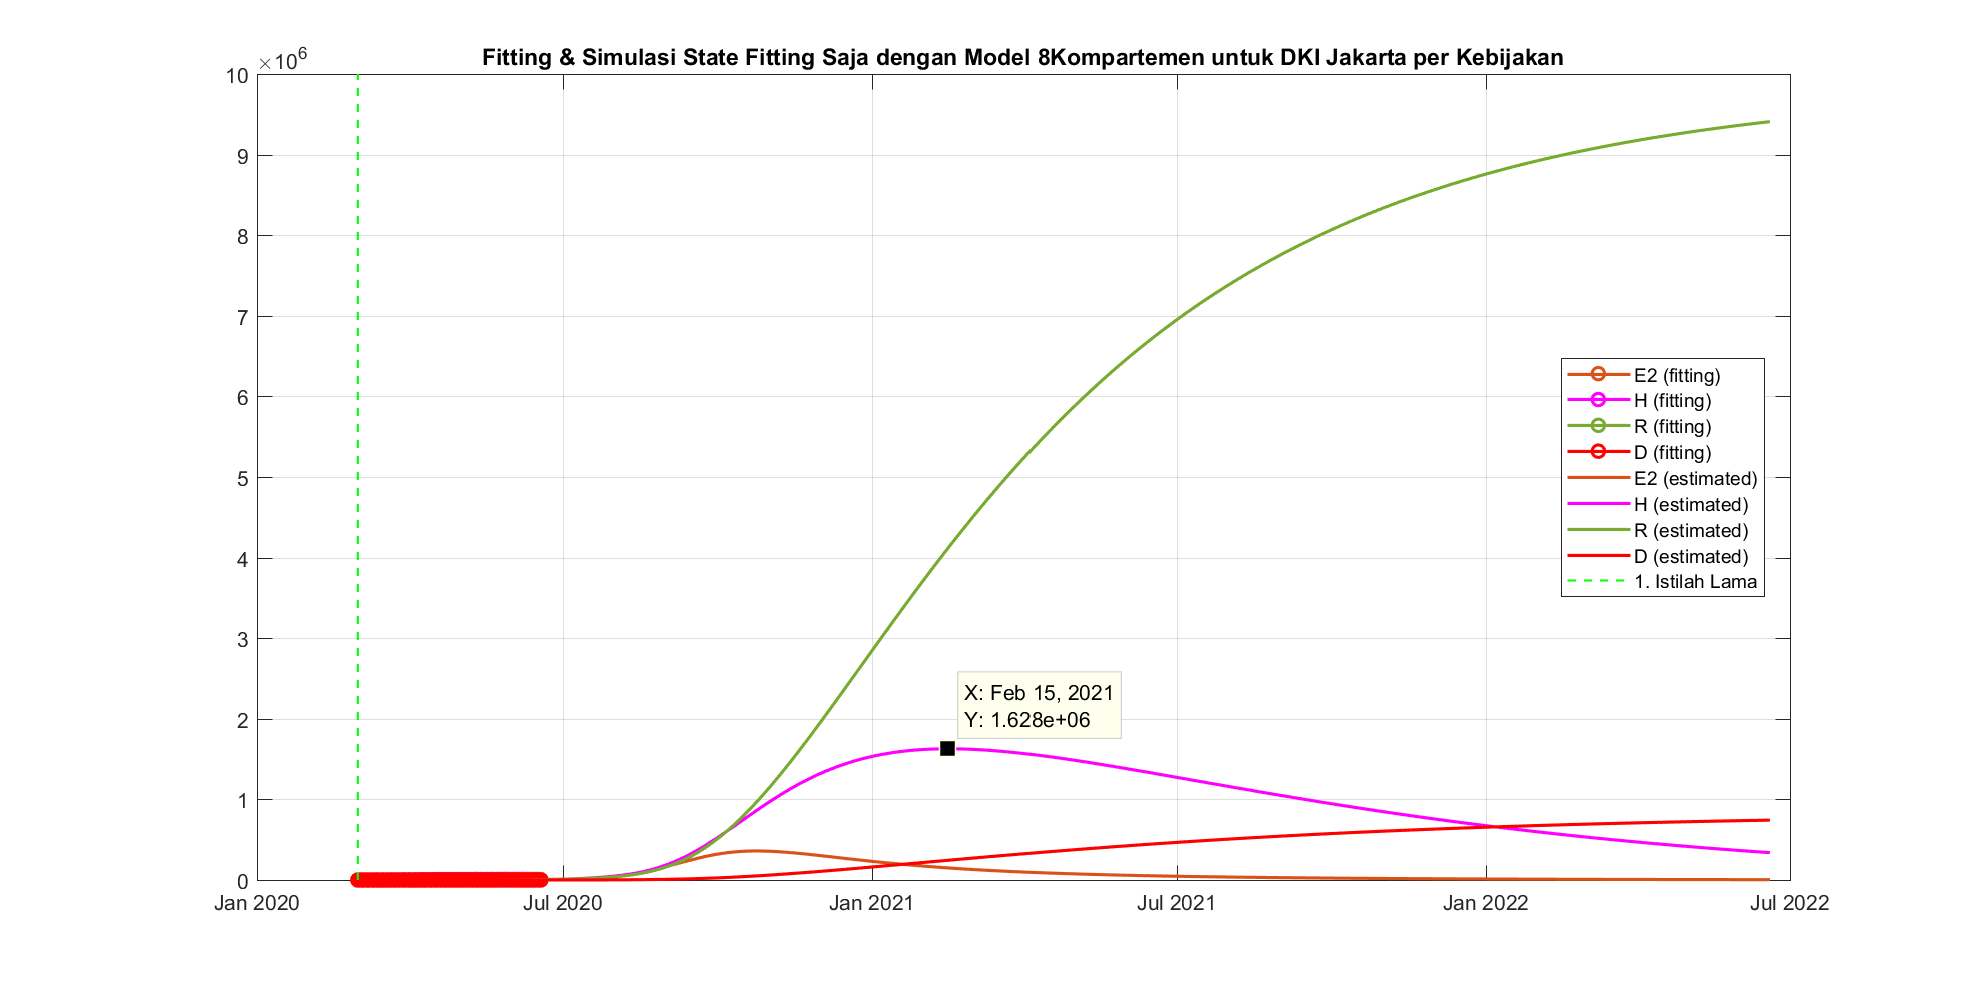 Fitting & Simulasi State Fitting Saja dengan Model 8Kompartemen untuk DKI Jakarta per Kebijakan
×10^6
10
9
8
7
6
5
4
3
2
1
0
E2 (fitting)
H (fitting)
R (fitting)
D (fitting)
E2 (estimated)
H (estimated)
R (estimated)
D (estimated)
1. Istilah Lama
X: Feb 15, 2021
Y: 1.628e+06
Jan 2020 Jul 2020 Jan 2021 Jul 2021 Jan 2022 Jul 2022